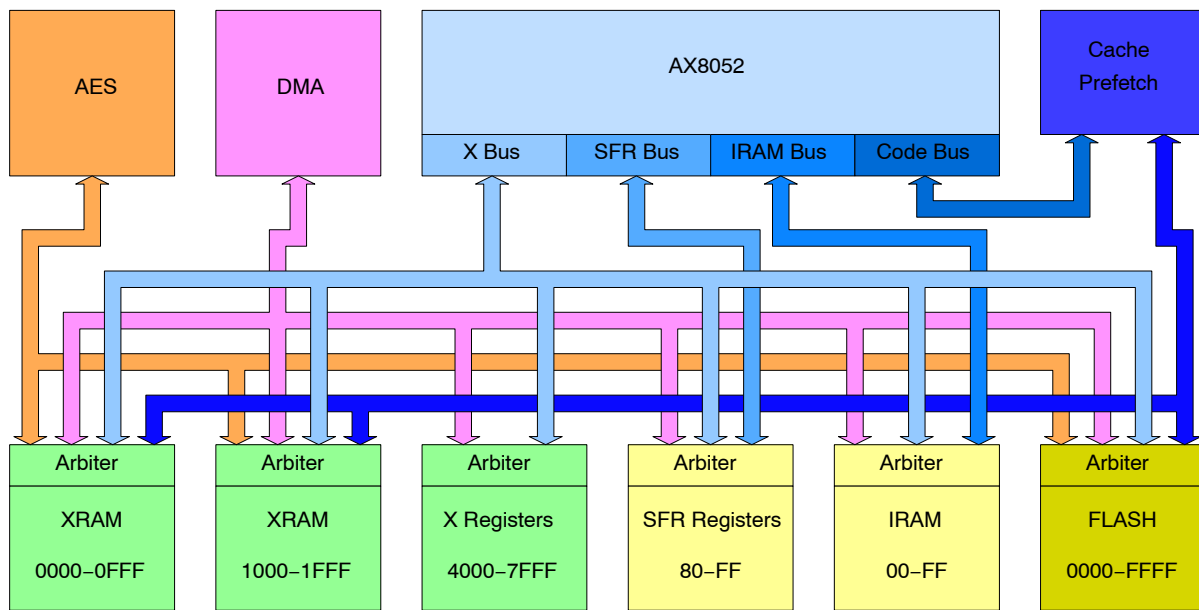 AES
DMA
AX8052
Cache
Prefetch
X Bus
SFR Bus
IRAM Bus
Code Bus
Arbiter
Arbiter
Arbiter
Arbiter
Arbiter
Arbiter
XRAM
XRAM
X Registers
SFR Registers
IRAM
FLASH
0000−0FFF
1000−1FFF
4000−7FFF
80−FF
00−FF
0000−FFFF